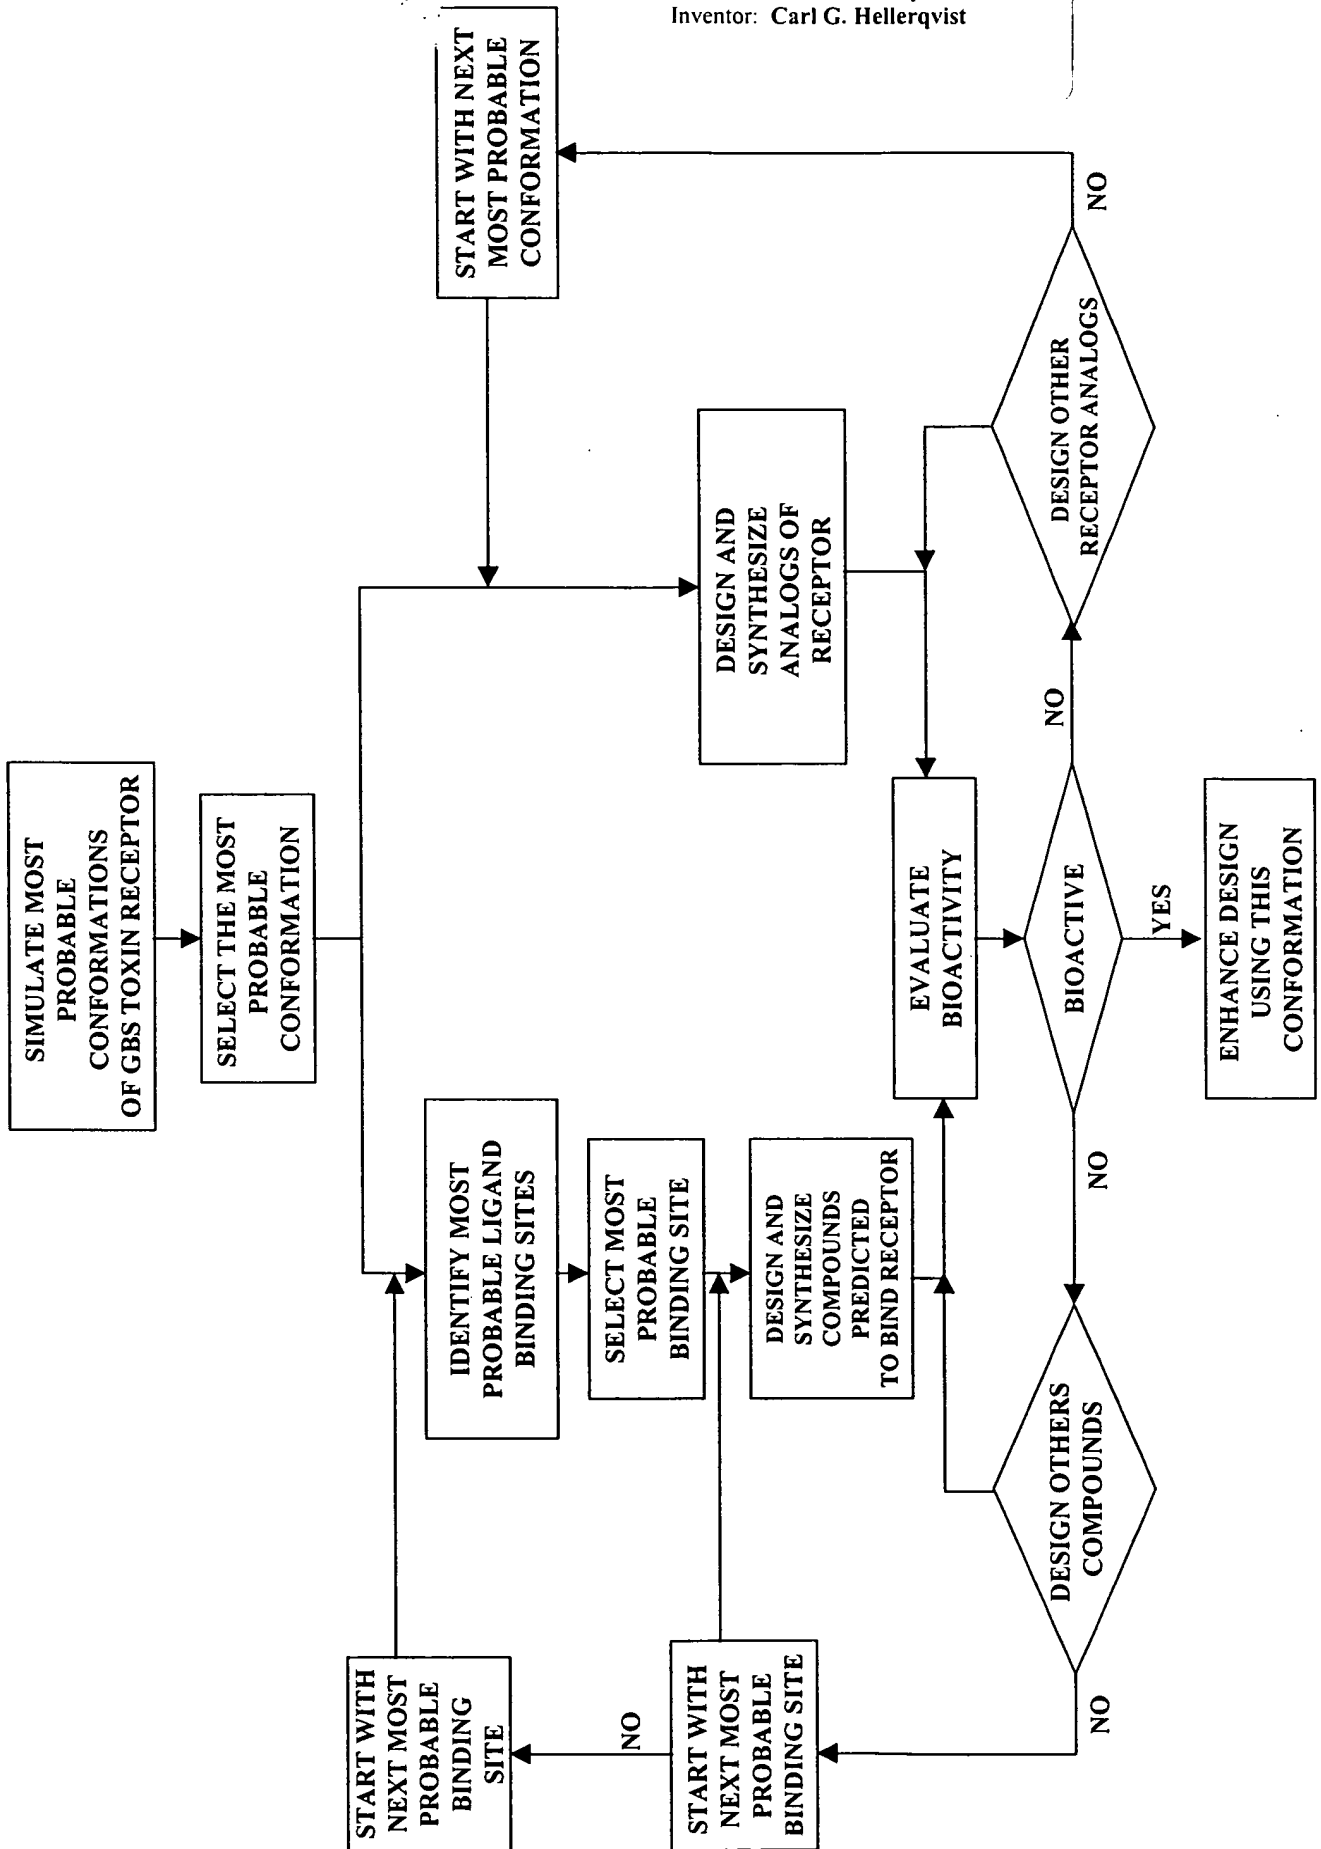 Inventor: Carl G. Hellerqvist
SIMULATE MOST
PROBABLE
CONFORMATIONS
OF GBS TOXIN RECEPTOR
SELECT THE MOST
PROBABLE
CONFORMATION
START WITH NEXT
MOST PROBABLE
CONFORMATION
START WITH
NEXT MOST
PROBABLE
BINDING
SITE
IDENTIFY MOST
PROBABLE LIGAND
BINDING SITES
SELECT MOST
PROBABLE
BINDING SITE
NO
START WITH
NEXT MOST
PROBABLE
BINDING SITE
DESIGN AND
SYNTHESIZE
COMPOUNDS
PREDICTED
TO BIND RECEPTOR
DESIGN AND
SYNTHESIZE
ANALOGS OF
RECEPTOR
EVALUATE
BIOACTIVITY
BIOACTIVE
NO
NO
YES
DESIGN OTHERS
COMPOUNDS
NO
DESIGN OTHER
RECEPTOR ANALOGS
NO
ENHANCE DESIGN
USING THIS
CONFORMATION